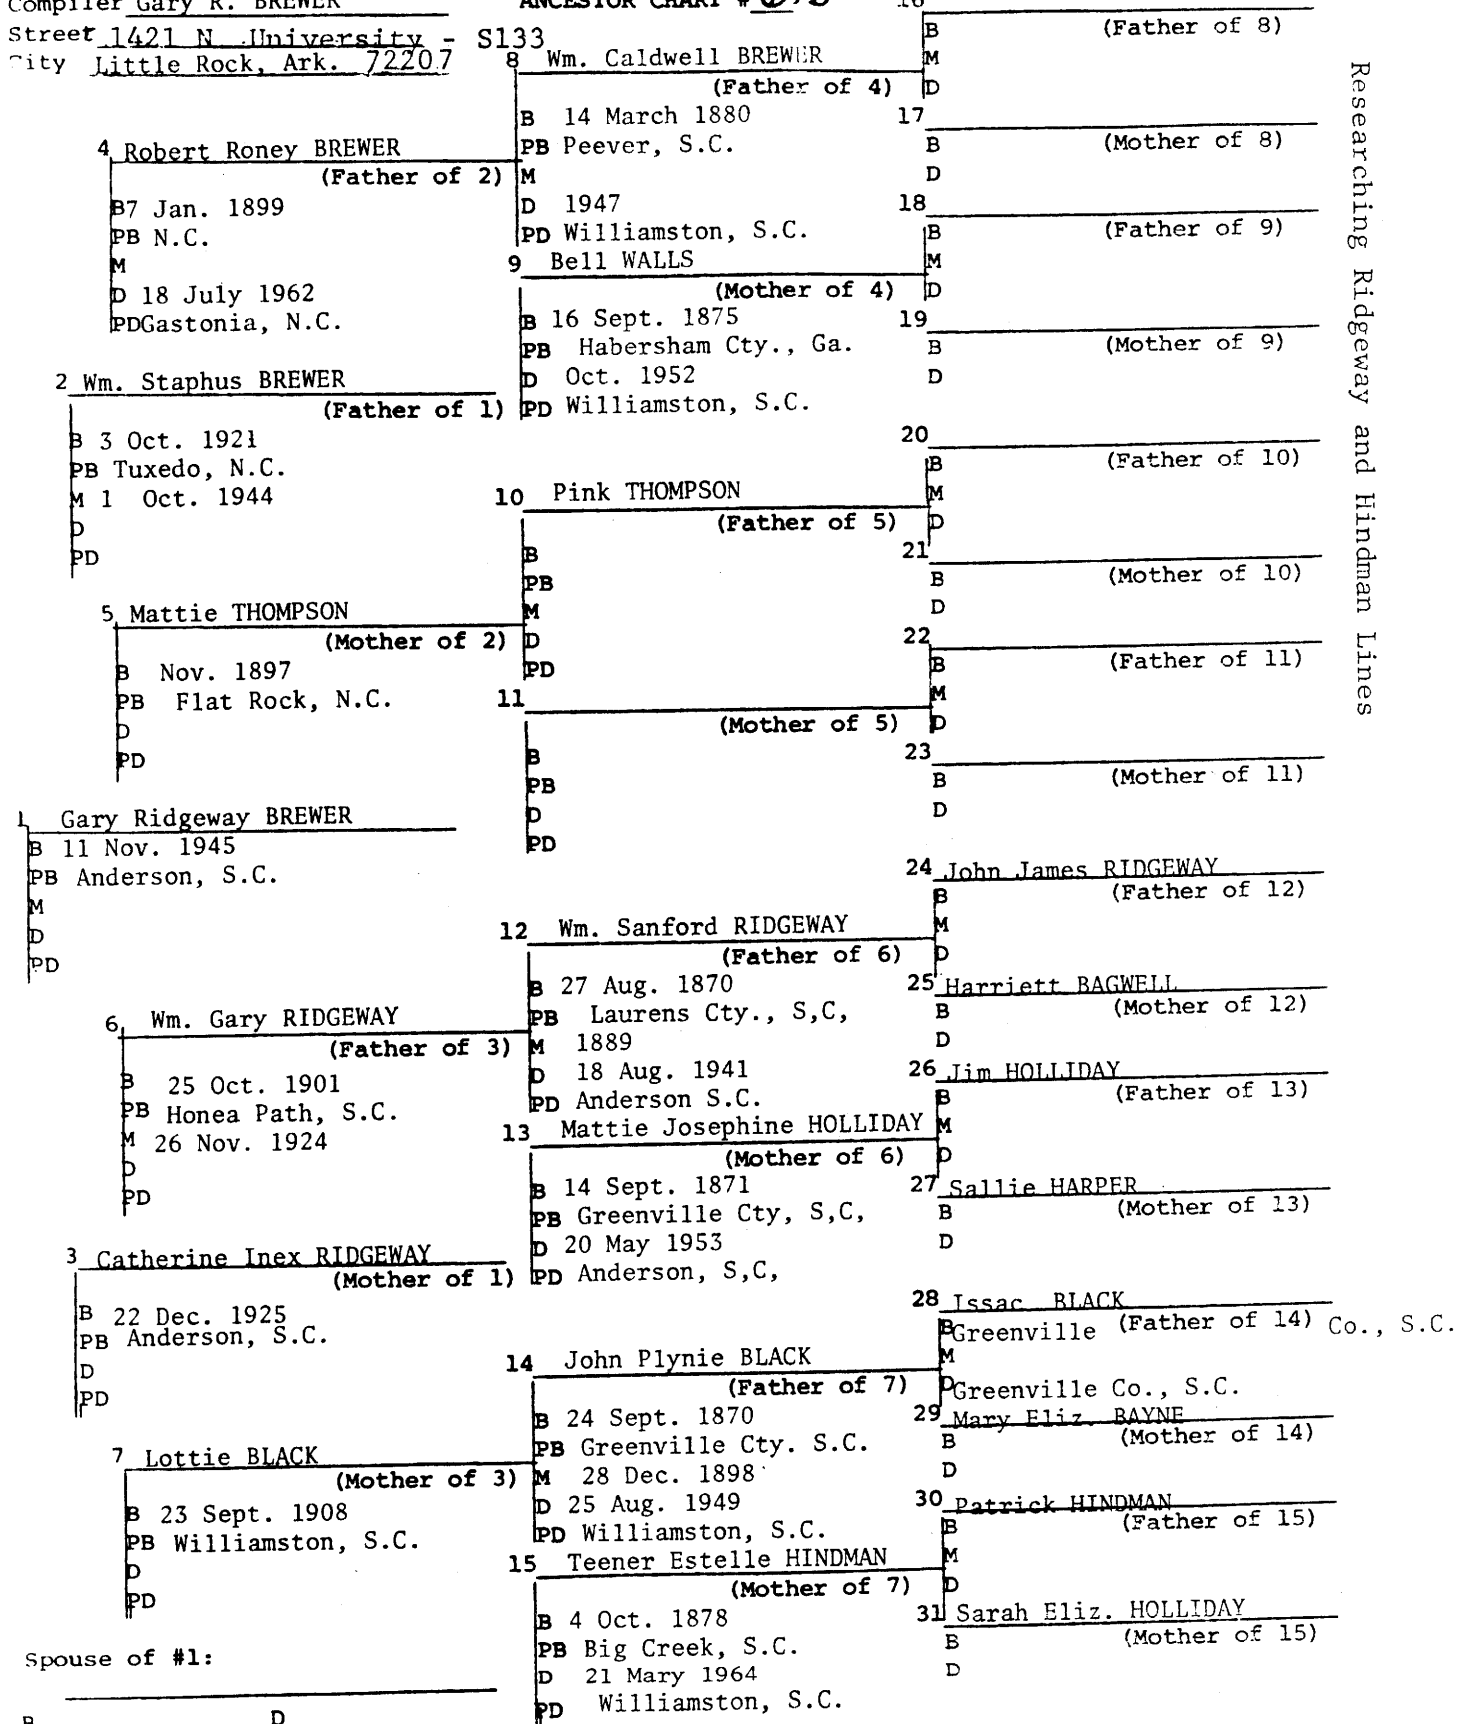 Compiler Gary R. BREWER
ANCESTOR CHART #
Street 1421 N University - S133
City Little Rock, Ark. 72207
1 Gary Ridgeway BREWER
B 11 Nov. 1945
PB Anderson, S.C.
M
D
PD
2 Wm. Staphus BREWER
(Father of 1)
B 3 Oct. 1921
PB Tuxedo, N.C.
M 1 Oct. 1944
D
PD
3 Catherine Inex RIDGEWAY
(Mother of 1)
B 22 Dec. 1925
PB Anderson, S.C.
D
PD
4 Robert Roney BREWER
(Father of 2)
B7 Jan. 1899
PB N.C.
M
D 18 July 1962
PDGastonia, N.C.
5 Mattie THOMPSON
(Mother of 2)
B Nov. 1897
PB Flat Rock, N.C.
D
PD
6 Wm. Gary RIDGEWAY
(Father of 3)
B 25 Oct. 1901
PB Honea Path, S.C.
M 26 Nov. 1924
D
PD
7 Lottie BLACK
(Mother of 3)
B 23 Sept. 1908
PB Williamston, S.C.
D
PD
Spouse of #1:
B D
8 Wm. Caldwell BREWER
(Father of 4)
B 14 March 1880
PB Peever, S.C.
M
D 1947
PD Williamston, S.C.
9 Bell WALLS
(Mother of 4)
B 16 Sept. 1875
PB Habersham Cty., Ga.
D Oct. 1952
PD Williamston, S.C.
10 Pink THOMPSON
(Father of 5)
B
PB
M
D
PD
11
(Mother of 5)
B
PB
D
PD
12 Wm. Sanford RIDGEWAY
(Father of 6)
B 27 Aug. 1870
PB Laurens Cty., S,C,
M 1889
D 18 Aug. 1941
PD Anderson S.C.
13 Mattie Josephine HOLLIDAY
(Mother of 6)
B 14 Sept. 1871
PB Greenville Cty, S,C,
D 20 May 1953
PD Anderson, S,C,
14 John Plynie BLACK
(Father of 7)
B 24 Sept. 1870
PB Greenville Cty. S.C.
M 28 Dec. 1898
D 25 Aug. 1949
PD Williamston, S.C.
15 Teener Estelle HINDMAN
(Mother of 7)
B 4 Oct. 1878
PB Big Creek, S.C.
D 21 Mary 1964
PD Williamston, S.C.
16
(Father of 8)
B
M
D
17
(Mother of 8)
B
D
18
(Father of 9)
B
M
D
19
(Mother of 9)
B
D
20
(Father of 10)
B
M
D
21
(Mother of 10)
B
D
22
(Father of 11)
B
M
D
23
(Mother of 11)
B
D
24 John James RIDGEWAY
(Father of 12)
B
M
D
25 Harriett BAGWELL
(Mother of 12)
B
D
26 Jim HOLLIDAY
(Father of 13)
B
M
D
27 Sallie HARPER
(Mother of 13)
B
D
28 Issac BLACK
(Father of 14)
B Greenville Co., S.C.
M
D Greenville Co., S.C.
29 Mary Eliz. BAYNE
(Mother of 14)
B
D
30 Patrick HINDMAN
(Father of 15)
B
M
D
31 Sarah Eliz. HOLLIDAY
(Mother of 15)
B
D
Researching Ridgeway and Hindman Lines